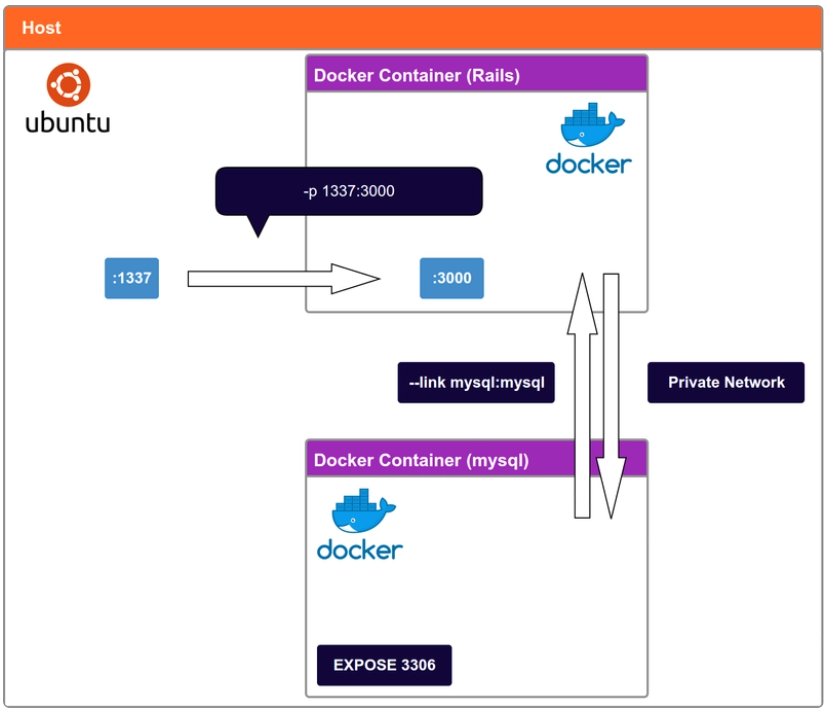 Host
ubuntu
Docker Container (Rails)
docker
-p 1337:3000
:1337
:3000
--link mysql:mysql
Private Network
Docker Container (mysql)
docker
EXPOSE 3306